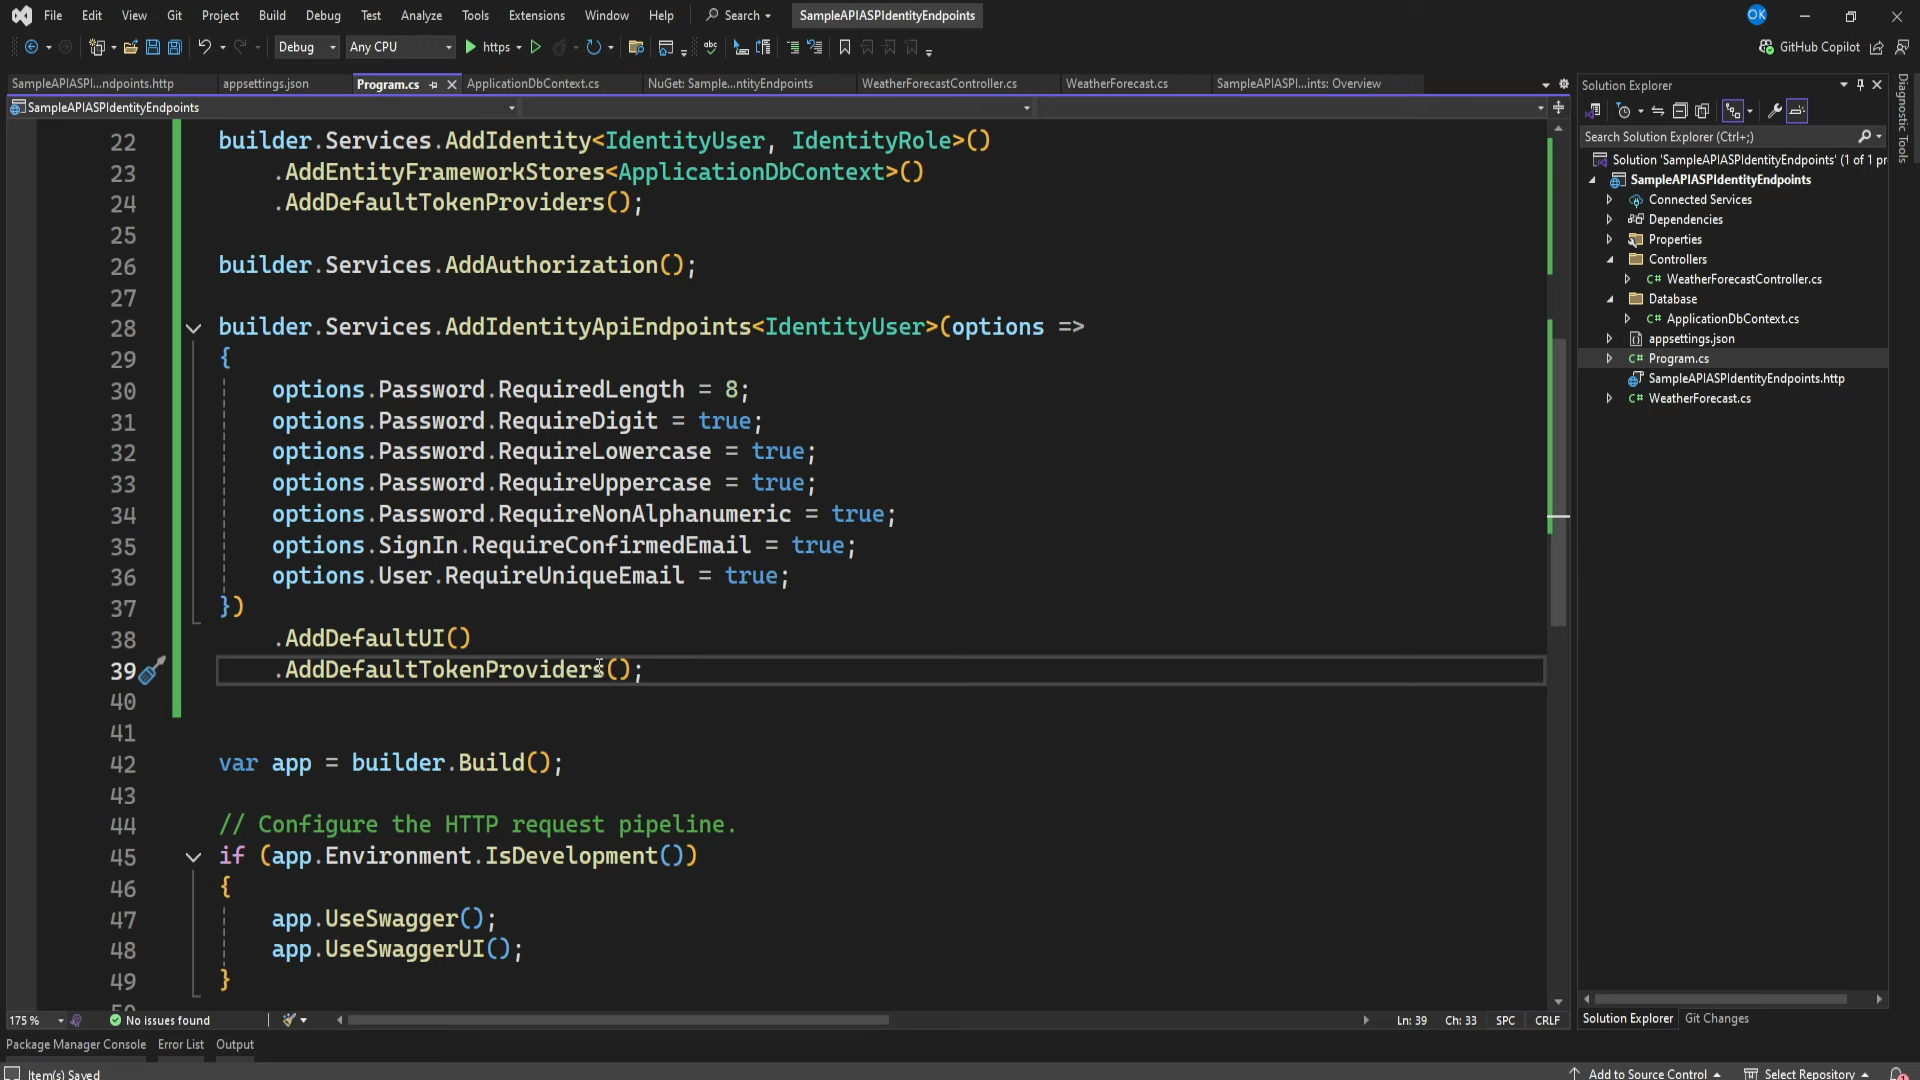 File Edit View Git Project Build Debug Test Analyze Tools Extensions Window Help Search SampleAPIASPIdentityEndpoints OK
Debug Any CPU https GitHub Copilot
SampleAPIASPI...ndpoints.http appsettings.json Program.cs ApplicationDbContext.cs NuGet: Sample...ntityEndpoints WeatherForecastController.cs WeatherForecast.cs SampleAPIASPI...ints: Overview
SampleAPIASPIdentityEndpoints
22 builder.Services.AddIdentity<IdentityUser, IdentityRole>()
23 .AddEntityFrameworkStores<ApplicationDbContext>()
24 .AddDefaultTokenProviders();
25
26 builder.Services.AddAuthorization();
27
28 builder.Services.AddIdentityApiEndpoints<IdentityUser>(options =>
29 {
30 options.Password.RequiredLength = 8;
31 options.Password.RequireDigit = true;
32 options.Password.RequireLowercase = true;
33 options.Password.RequireUppercase = true;
34 options.Password.RequireNonAlphanumeric = true;
35 options.SignIn.RequireConfirmedEmail = true;
36 options.User.RequireUniqueEmail = true;
37 })
38 .AddDefaultUI()
39 .AddDefaultTokenProviders();
40
41
42 var app = builder.Build();
43
44 // Configure the HTTP request pipeline.
45 if (app.Environment.IsDevelopment())
46 {
47 app.UseSwagger();
48 app.UseSwaggerUI();
49 }
175 % No issues found Ln: 39 Ch: 33 SPC CRLF
Package Manager Console Error List Output
Item(s) Saved Add to Source Control Select Repository
Solution Explorer
Search Solution Explorer (Ctrl+;)
Solution 'SampleAPIASPIdentityEndpoints' (1 of 1 pr
SampleAPIASPIdentityEndpoints
Connected Services
Dependencies
Properties
Controllers
C# WeatherForecastController.cs
Database
C# ApplicationDbContext.cs
appsettings.json
C# Program.cs
SampleAPIASPIdentityEndpoints.http
C# WeatherForecast.cs
Solution Explorer Git Changes
Diagnostic Tools